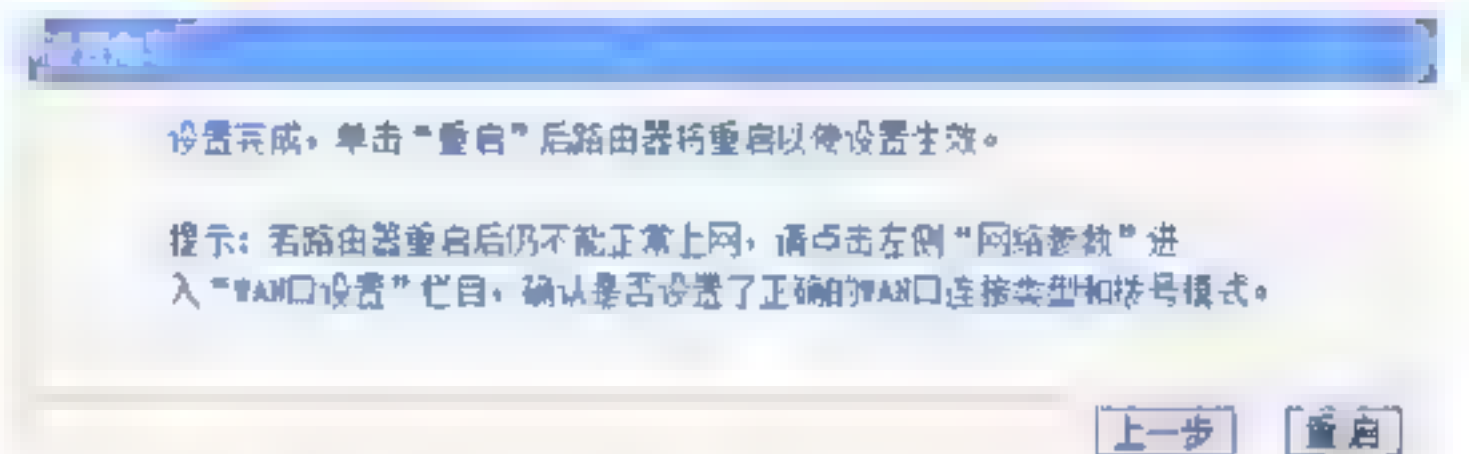 设置完成，单击“重启”后路由器将重启以使设置生效。
提示：若路由器重启后仍不能正常上网，请点击左侧“网络参数”进
入“WAN口设置”栏目，确认是否设置了正确的WAN口连接类型和拨号模式。
上一步 重启